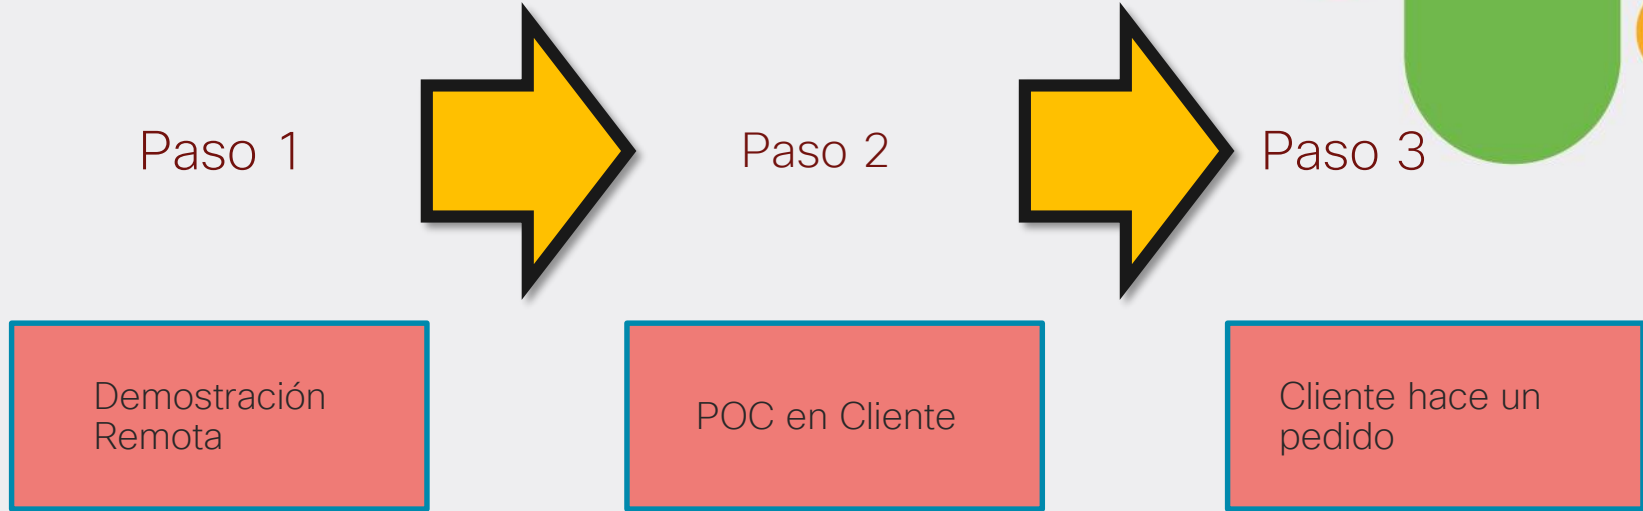 Paso 1
Paso 2
Paso 3
Demostración
Remota
POC en Cliente
Cliente hace un
pedido